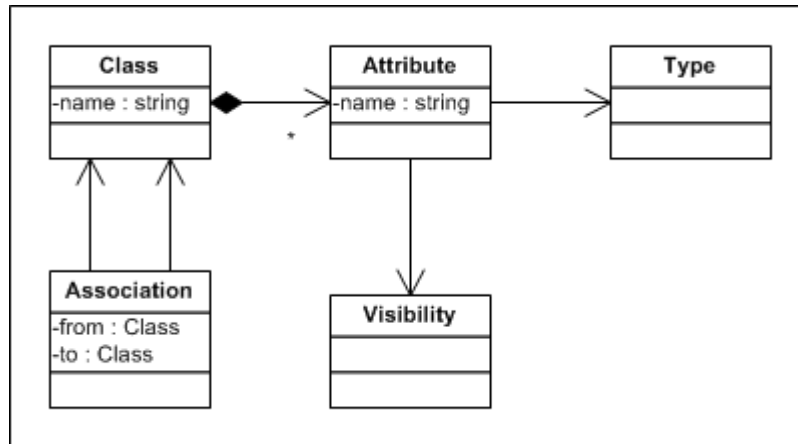 Class
-name : string
*
Attribute
-name : string
Type
Association
-from : Class
-to : Class
Visibility